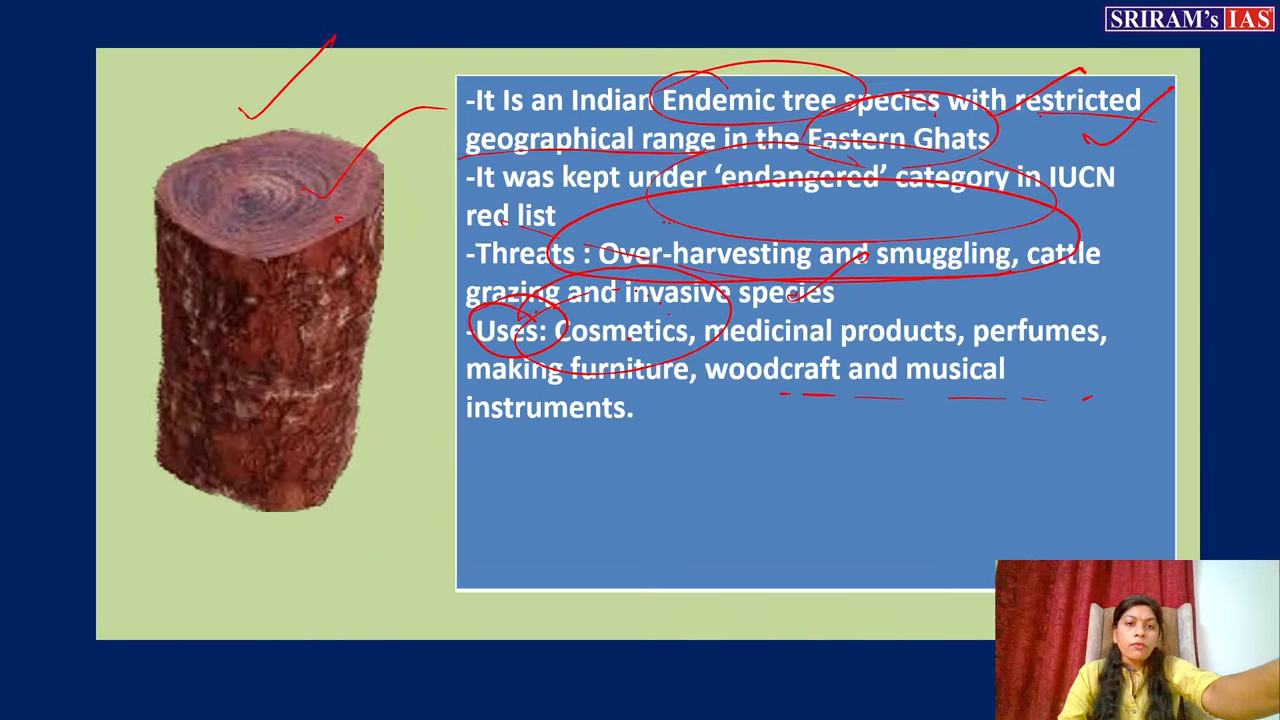 SRIRAM's IAS
-It Is an Indian Endemic tree species with restricted
geographical range in the Eastern Ghats
-It was kept under ‘endangered’ category in IUCN
red list
-Threats : Over-harvesting and smuggling, cattle
grazing and invasive species
-Uses: Cosmetics, medicinal products, perfumes,
making furniture, woodcraft and musical
instruments.